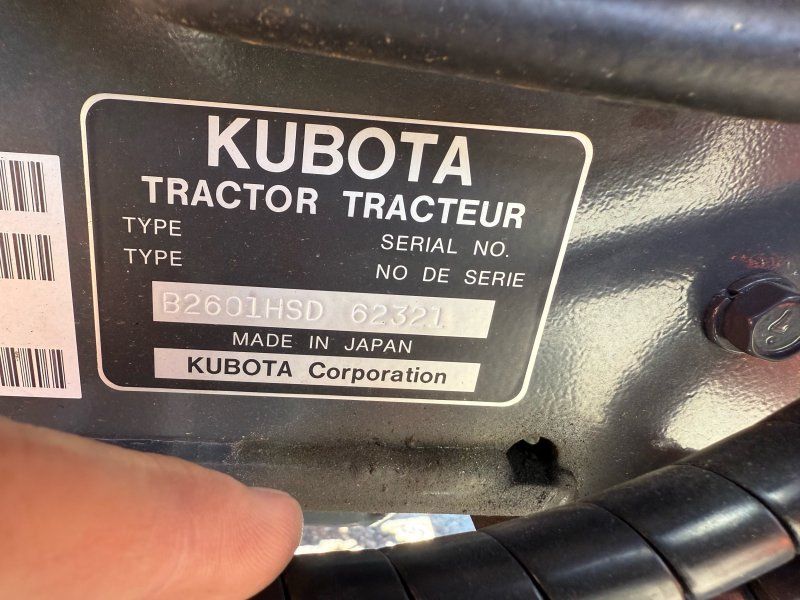 KUBOTA
TRACTOR TRACTEUR
TYPE SERIAL NO.
TYPE NO DE SERIE
B2601HSD 62321
MADE IN JAPAN
KUBOTA Corporation